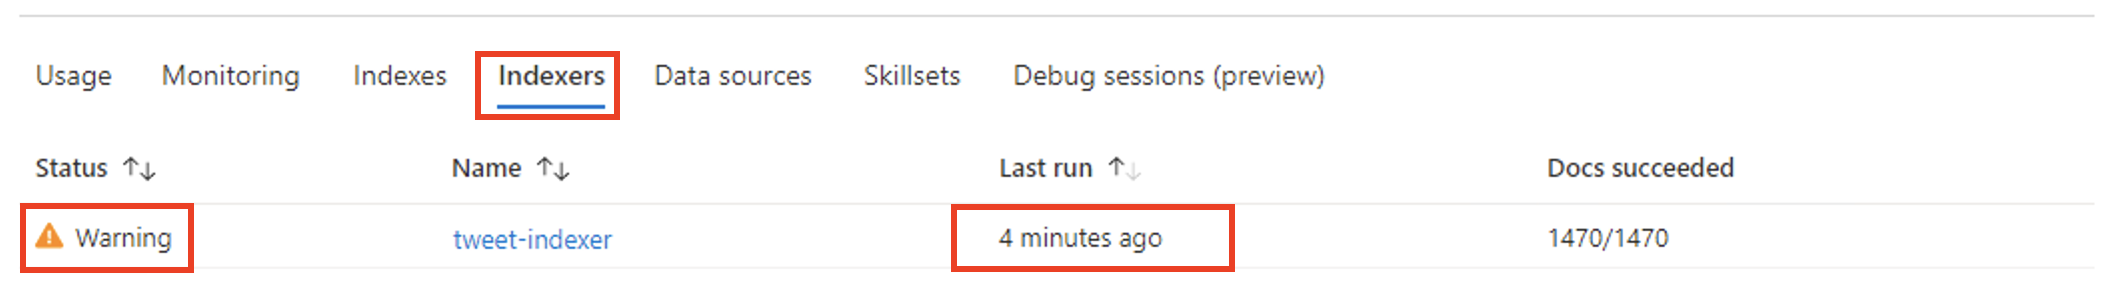 Usage Monitoring Indexes Indexers Data sources Skillsets Debug sessions (preview)
Status Name Last run Docs succeeded
Warning tweet-indexer 4 minutes ago 1470/1470